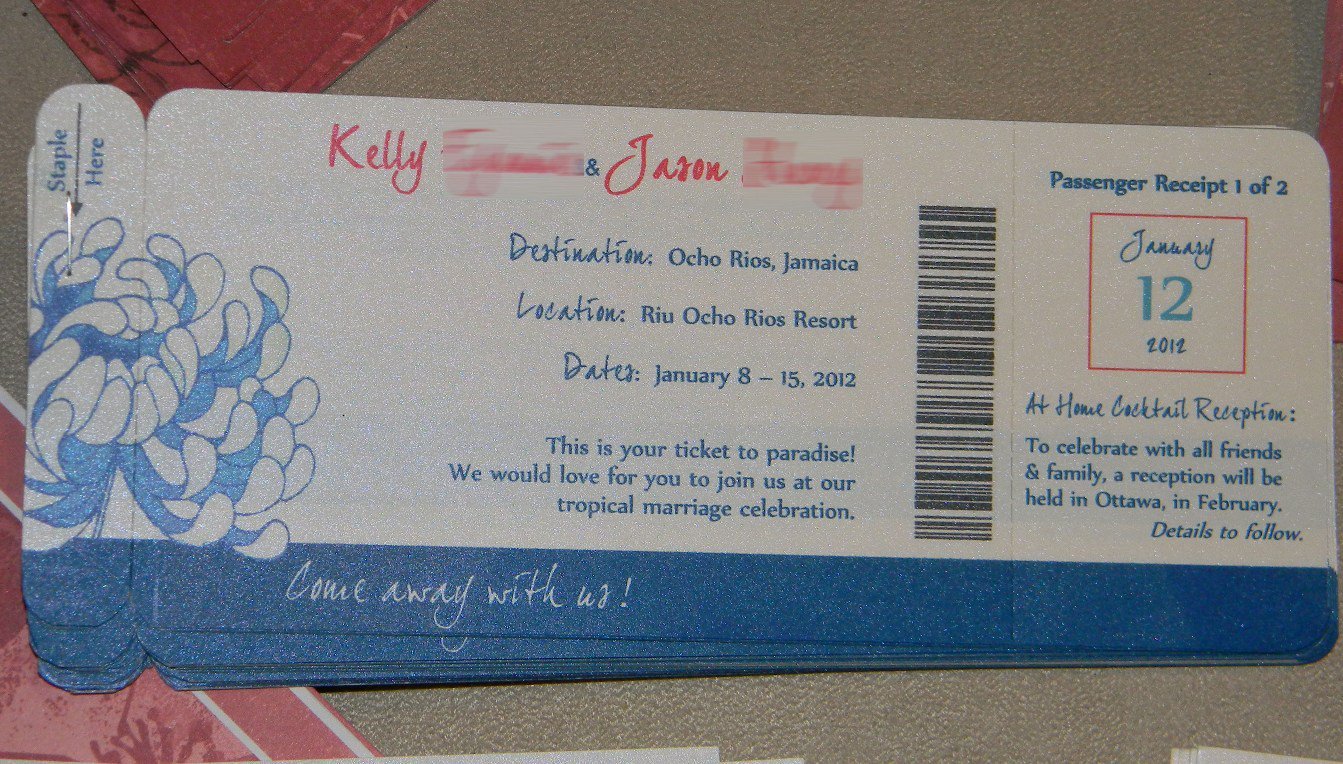 Staple
Here
Kelly & Jason
Destination: Ocho Rios, Jamaica
Location: Riu Ocho Rios Resort
Dates: January 8 – 15, 2012
This is your ticket to paradise!
We would love for you to join us at our
tropical marriage celebration.
Come away with us!
Passenger Receipt 1 of 2
January
12
2012
At Home Cocktail Reception:
To celebrate with all friends
& family, a reception will be
held in Ottawa, in February.
Details to follow.